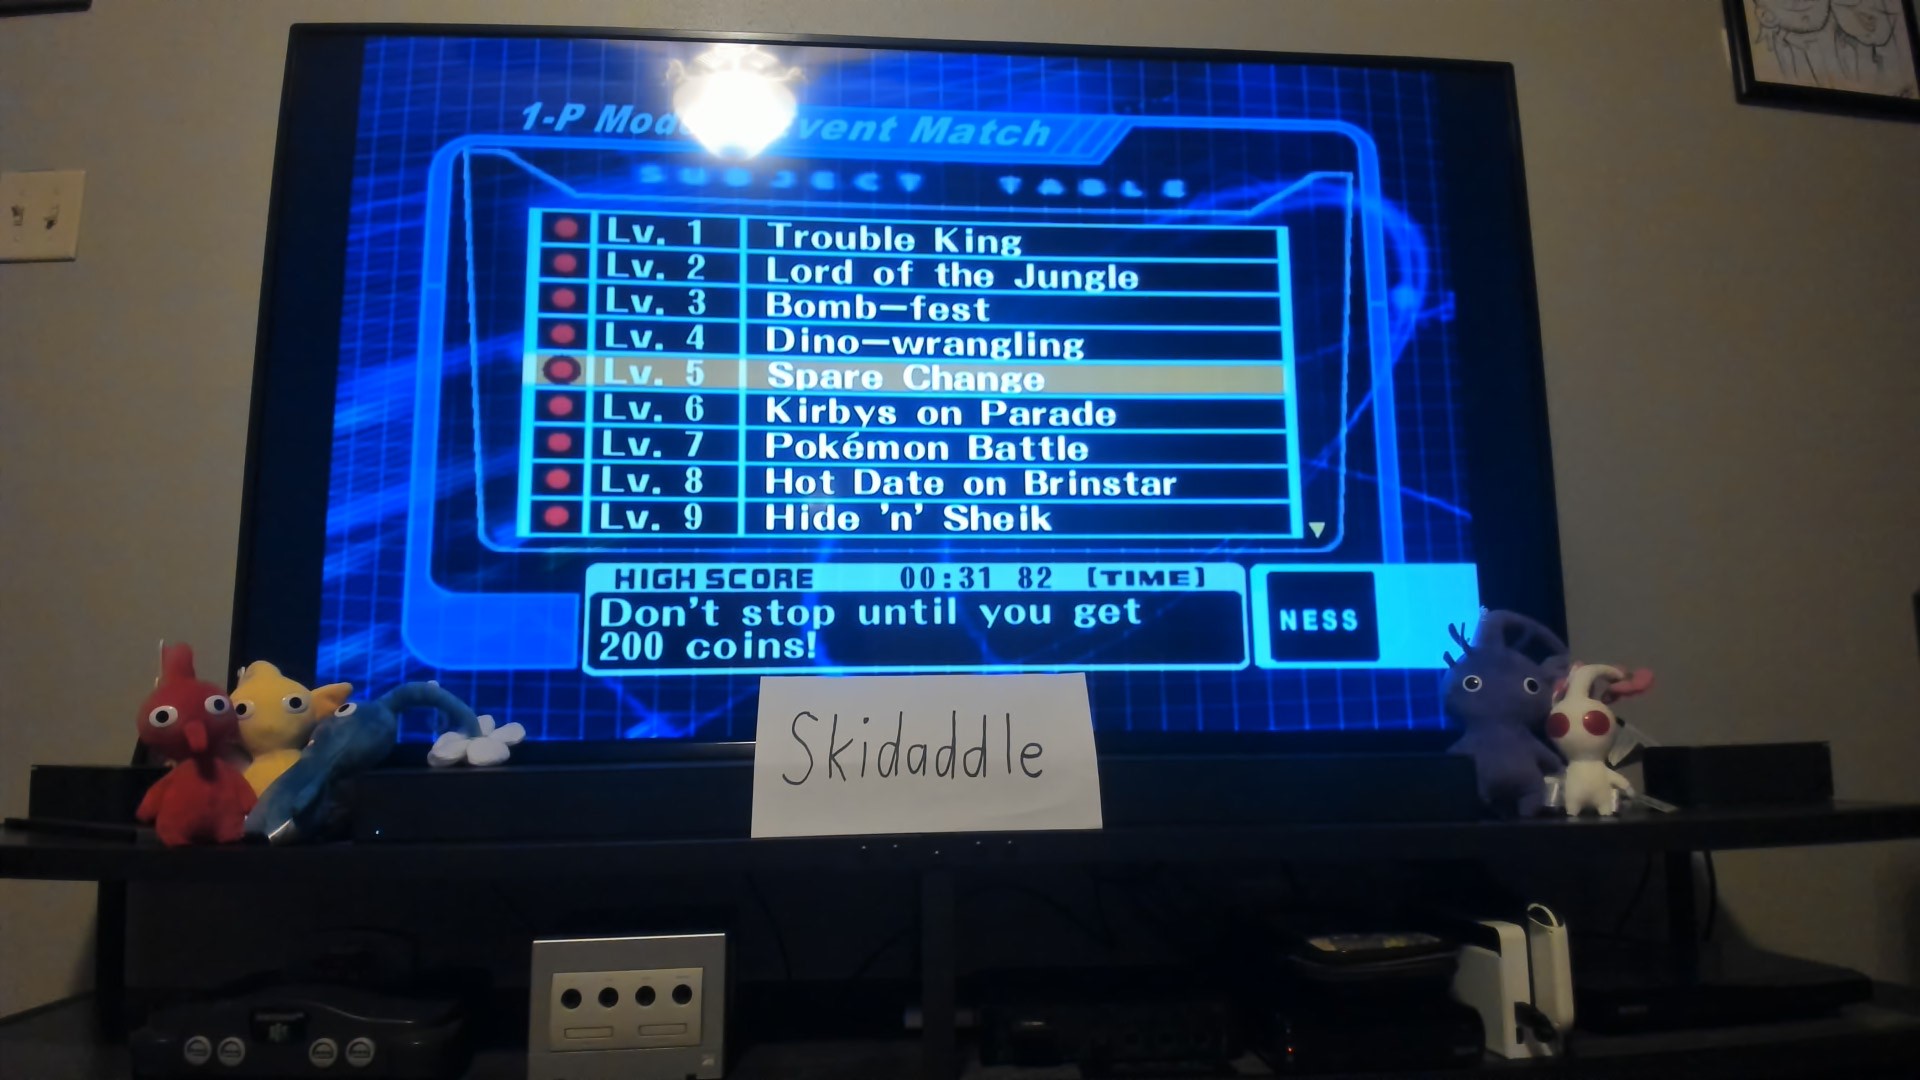 1-P Mod vent Match
SUBJECT TABLE
Lv. 1 Trouble King
Lv. 2 Lord of the Jungle
Lv. 3 Bomb-fest
Lv. 4 Dino-wrangling
Lv. 5 Spare Change
Lv. 6 Kirbys on Parade
Lv. 7 Pokémon Battle
Lv. 8 Hot Date on Brinstar
Lv. 9 Hide 'n' Sheik
HIGH SCORE 00:31 82 [TIME]
Don't stop until you get
200 coins!
NESS
Skidaddle